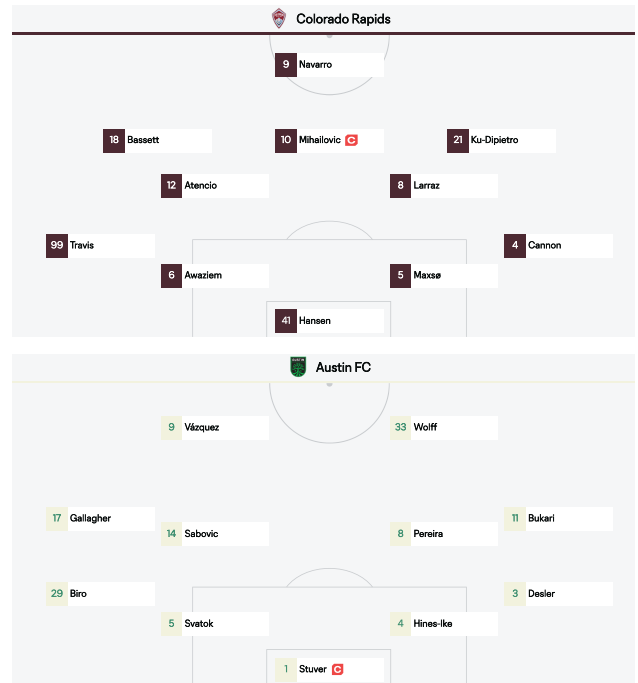 Colorado Rapids
9 Navarro
18 Bassett 10 Mihailovic C 21 Ku-Dipietro
12 Atencio 8 Larraz
99 Travis 4 Cannon
6 Awaziem 5 Maxsø
41 Hansen
AUSTIN
Austin FC
9 Vázquez 33 Wolff
17 Gallagher 11 Bukari
14 Sabovic 8 Pereira
29 Biro 3 Desler
5 Svatok 4 Hines-Ike
1 Stuver C